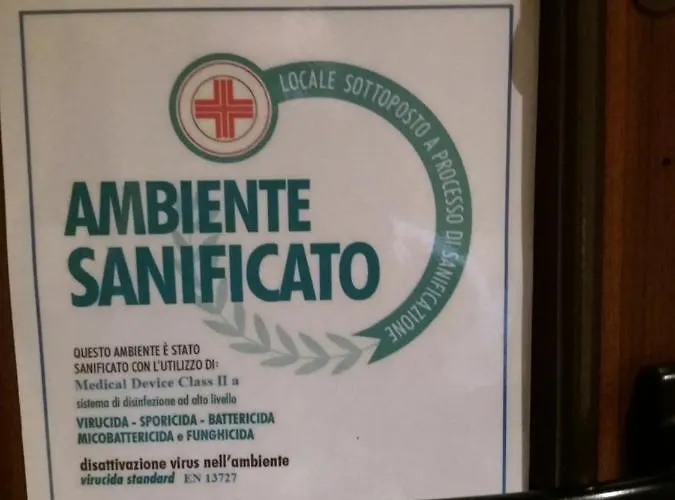 LOCALE SOTTOPOSTO A PROCESSO DI SANIFICAZIONE
AMBIENTE
SANIFICATO
QUESTO AMBIENTE È STATO
SANIFICATO CON L'UTILIZZO DI:
Medical Device Class II a
sistema di disinfezione ad alto livello
VIRUCIDA - SPORICIDA - BATTERICIDA
MICOBATTERICIDA e FUNGHICIDA
disattivazione virus nell'ambiente
virucida standard EN 13727